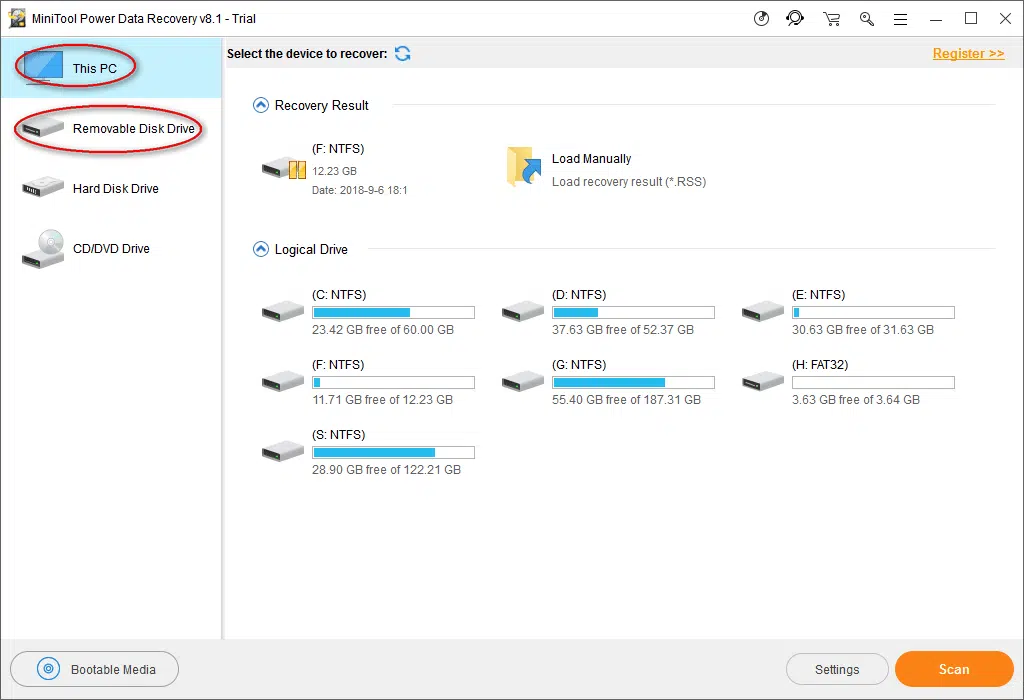 MiniTool Power Data Recovery v8.1 - Trial
This PC
Removable Disk Drive
Hard Disk Drive
CD/DVD Drive
Select the device to recover:
Register >>
Recovery Result
(F: NTFS)
12.23 GB
Date: 2018-9-6 18:1
Load Manually
Load recovery result (*.RSS)
Logical Drive
(C: NTFS)
23.42 GB free of 60.00 GB
(D: NTFS)
37.63 GB free of 52.37 GB
(E: NTFS)
30.63 GB free of 31.63 GB
(F: NTFS)
11.71 GB free of 12.23 GB
(G: NTFS)
55.40 GB free of 187.31 GB
(H: FAT32)
3.63 GB free of 3.64 GB
(S: NTFS)
28.90 GB free of 122.21 GB
Bootable Media
Settings
Scan